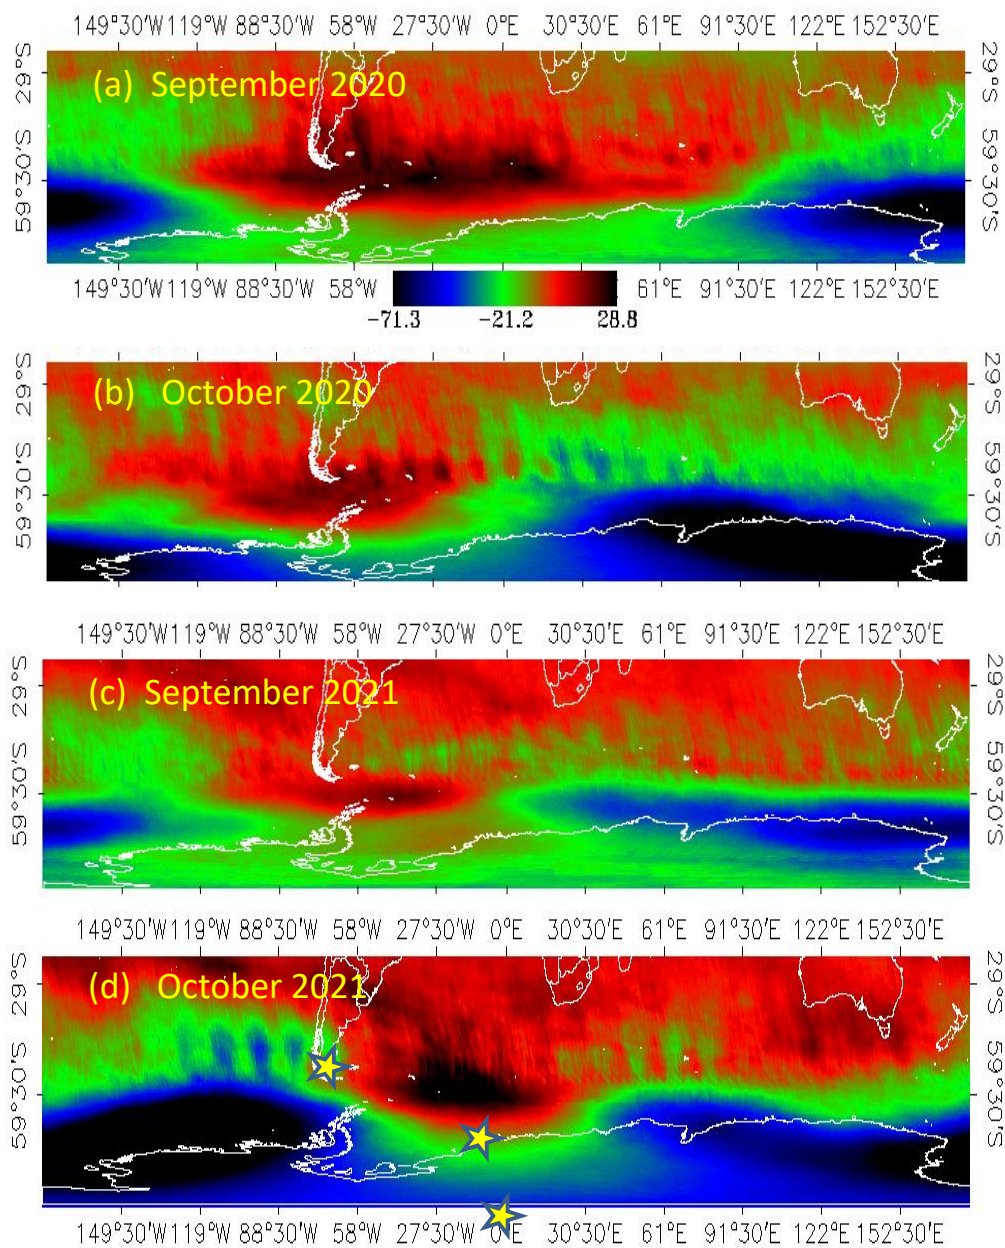 149°30'W 119°W 88°30'W 58°W 27°30'W 0°E 30°30'E 61°E 91°30'E 122°E 152°30'E
29°S 29°S
(a) September 2020
59°30'S 59°30'S
149°30'W 119°W 88°30'W 58°W 61°E 91°30'E 122°E 152°30'E
-71.3 -21.2 28.8
29°S 29°S
(b) October 2020
59°30'S 59°30'S
149°30'W 119°W 88°30'W 58°W 27°30'W 0°E 30°30'E 61°E 91°30'E 122°E 152°30'E
29°S 29°S
(c) September 2021
59°30'S 59°30'S
149°30'W 119°W 88°30'W 58°W 27°30'W 0°E 30°30'E 61°E 91°30'E 122°E 152°30'E
29°S 29°S
(d) October 2021
59°30'S 59°30'S
149°30'W 119°W 88°30'W 58°W 27°30'W 0°E 30°30'E 61°E 91°30'E 122°E 152°30'E